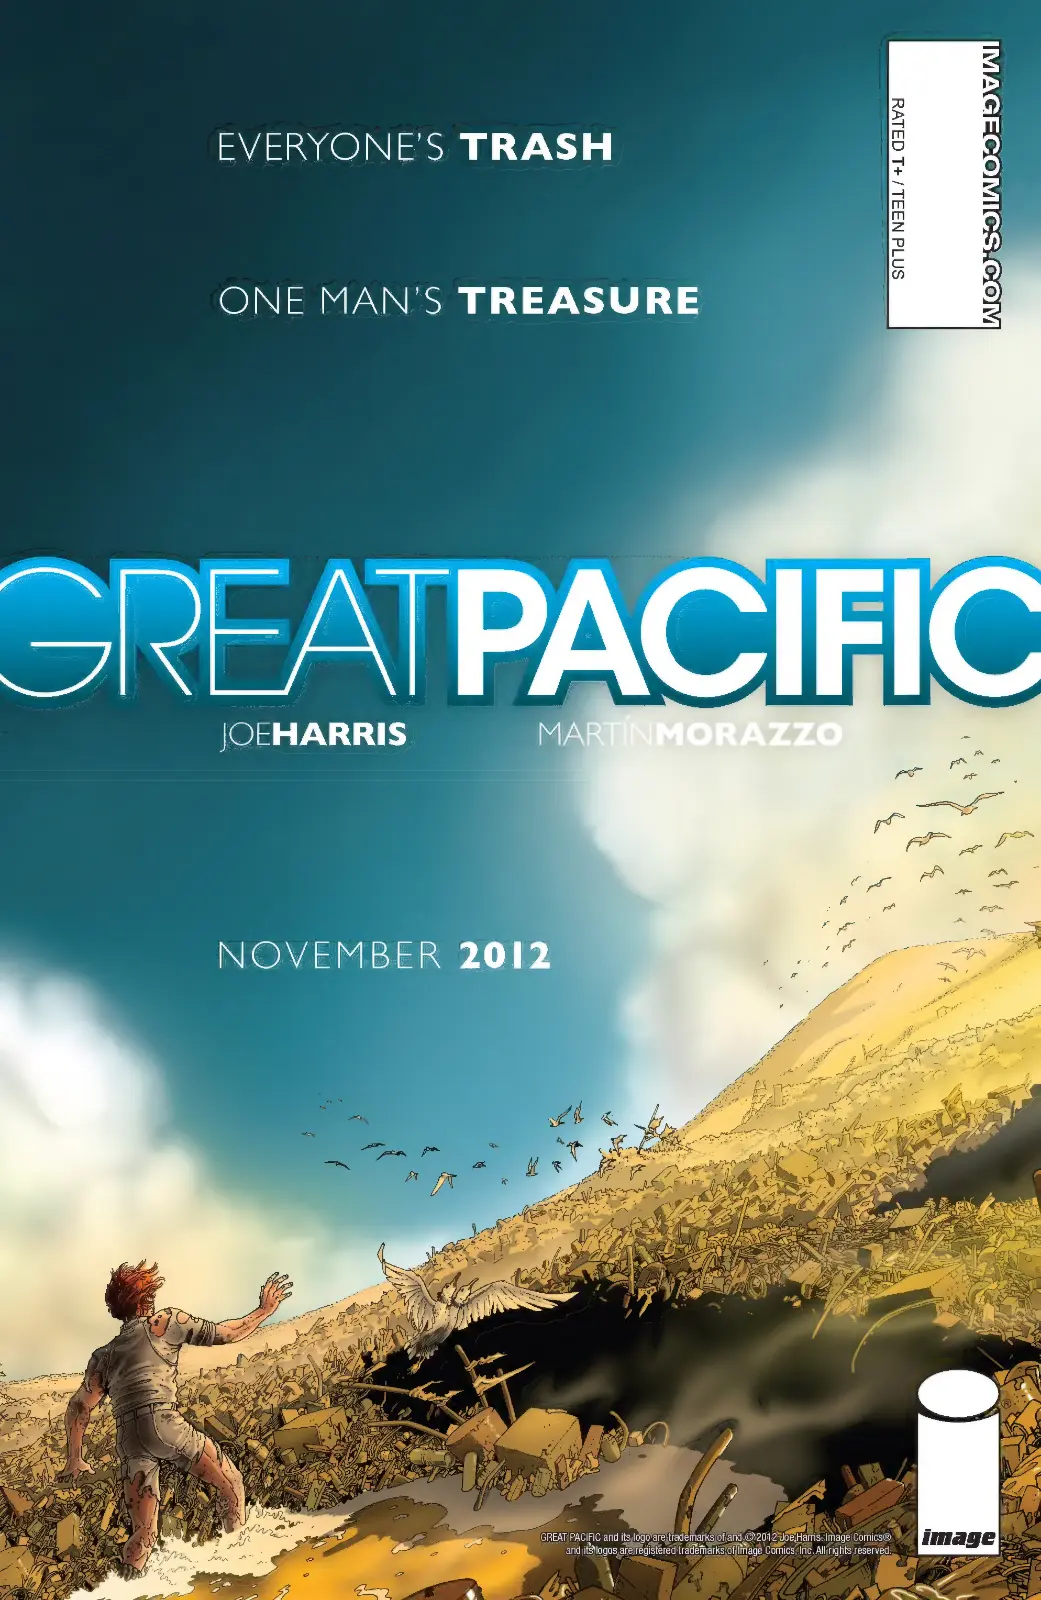 EVERYONE'S TRASH
IMAGECOMICS.COM
RATED T+ / TEEN PLUS
ONE MAN'S TREASURE
GREATPACIFIC
JOEHARRIS
MARTÍNMORAZZO
NOVEMBER 2012
image
GREAT PACIFIC and its logo are trademarks of and © 2012 Joe Harris. Image Comics®
and its logos are registered trademarks of Image Comics, Inc. All rights reserved.